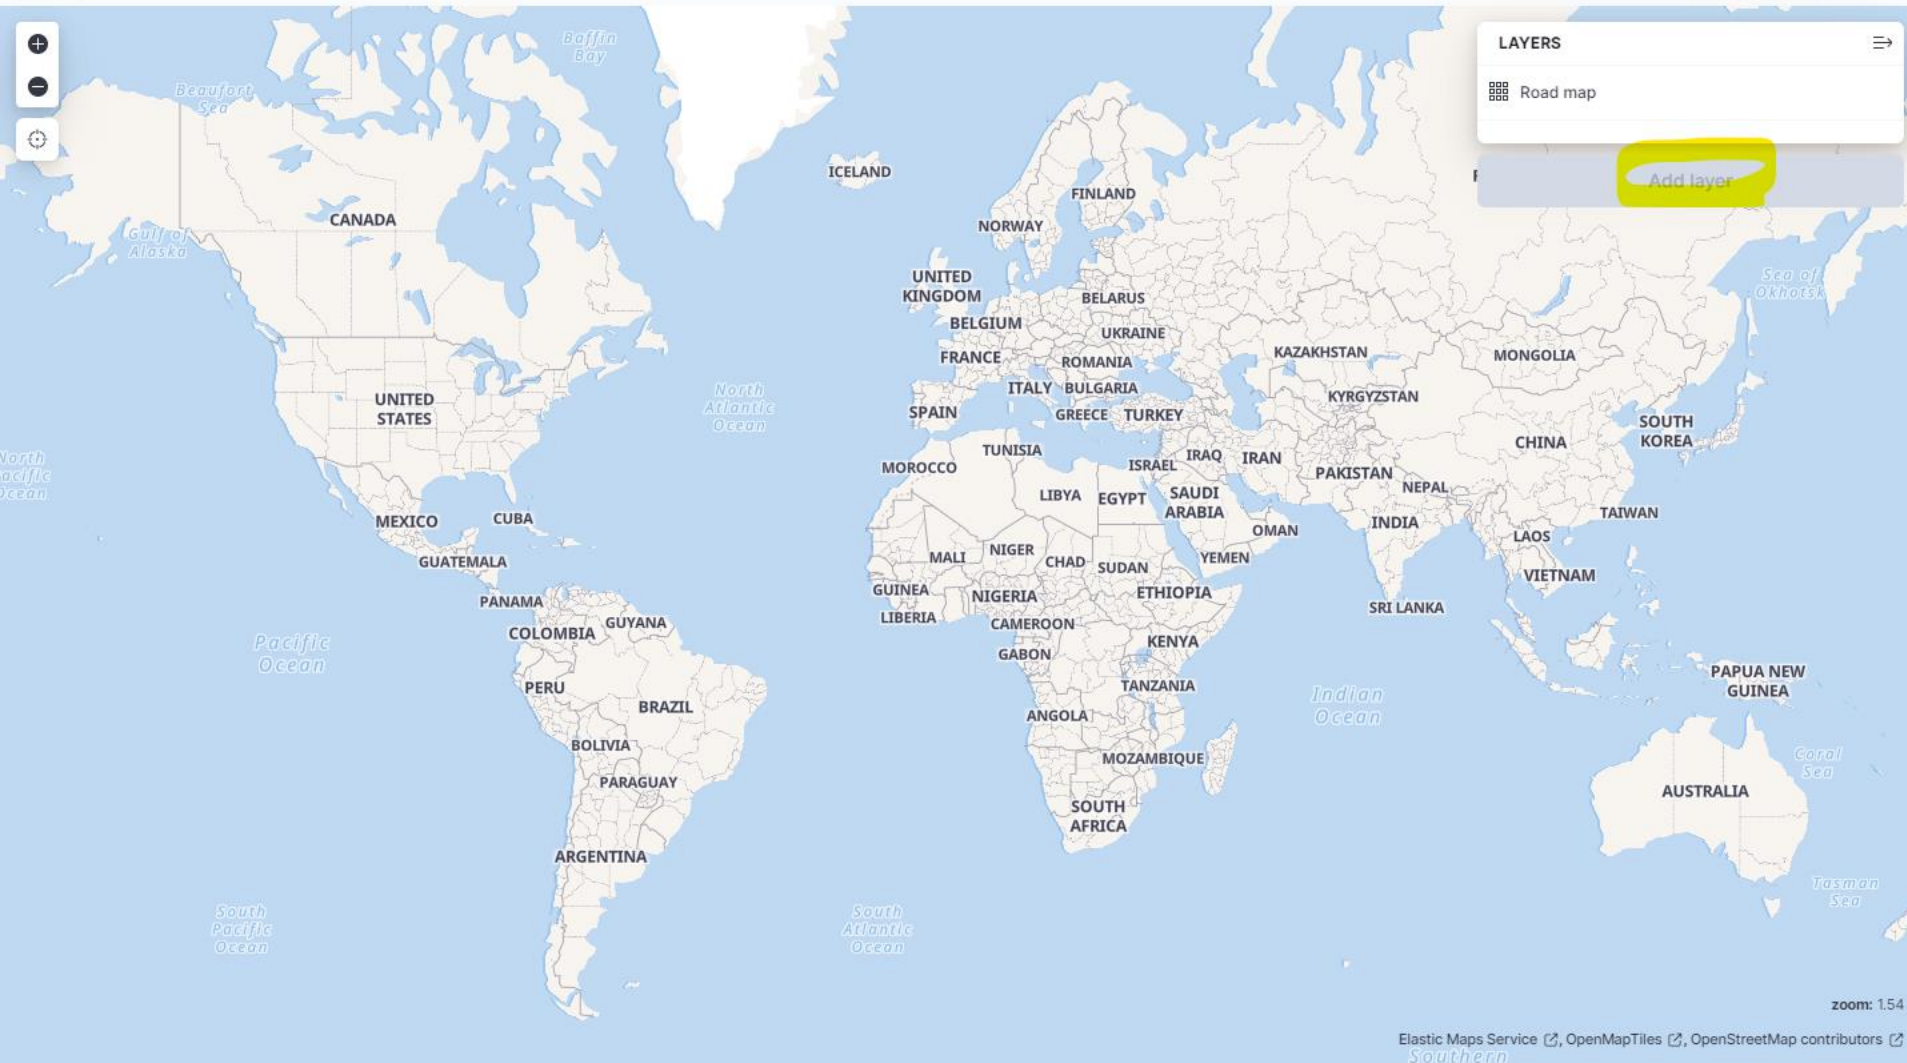 LAYERS
Road map
Add layer
Baffin
Bay
Beaufort
Sea
ICELAND
FINLAND
CANADA
NORWAY
Gulf of
Alaska
UNITED
KINGDOM
Sea of
Okhotsk
BELARUS
BELGIUM
UKRAINE
FRANCE
ROMANIA
KAZAKHSTAN
MONGOLIA
ITALY
BULGARIA
KYRGYZSTAN
UNITED
STATES
North
Atlantic
Ocean
SPAIN
GREECE
TURKEY
SOUTH
KOREA
CHINA
TUNISIA
IRAQ
IRAN
North
Pacific
Ocean
MOROCCO
ISRAEL
PAKISTAN
NEPAL
LIBYA
EGYPT
SAUDI
ARABIA
MEXICO
CUBA
INDIA
TAIWAN
OMAN
LAOS
GUATEMALA
MALI
NIGER
CHAD
SUDAN
YEMEN
VIETNAM
PANAMA
GUINEA
NIGERIA
ETHIOPIA
SRI LANKA
LIBERIA
CAMEROON
COLOMBIA
GUYANA
KENYA
Pacific
Ocean
GABON
PERU
TANZANIA
PAPUA NEW
GUINEA
BRAZIL
Indian
Ocean
ANGOLA
BOLIVIA
MOZAMBIQUE
Coral
Sea
PARAGUAY
AUSTRALIA
SOUTH
AFRICA
ARGENTINA
Tasman
Sea
South
Pacific
Ocean
South
Atlantic
Ocean
zoom: 1.54
Elastic Maps Service, OpenMapTiles, OpenStreetMap contributors
Southern